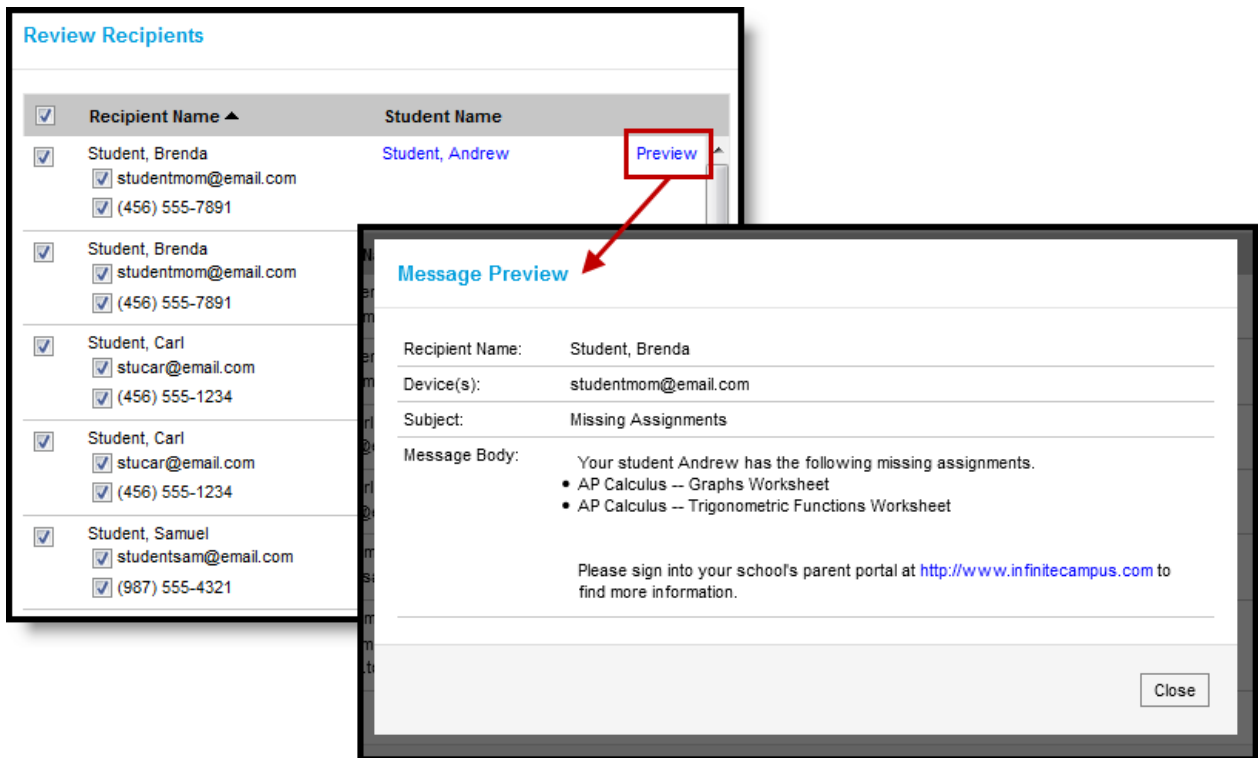 Review Recipients
Recipient Name Student Name
Student, Brenda Student, Andrew Preview
studentmom@email.com
(456) 555-7891
Student, Brenda
studentmom@email.com
(456) 555-7891
Student, Carl
stucar@email.com
(456) 555-1234
Student, Carl
stucar@email.com
(456) 555-1234
Student, Samuel
studentsam@email.com
(987) 555-4321
Message Preview
Recipient Name: Student, Brenda
Device(s): studentmom@email.com
Subject: Missing Assignments
Message Body: Your student Andrew has the following missing assignments.
• AP Calculus -- Graphs Worksheet
• AP Calculus -- Trigonometric Functions Worksheet
Please sign into your school's parent portal at http://www.infinitecampus.com to
find more information.
Close